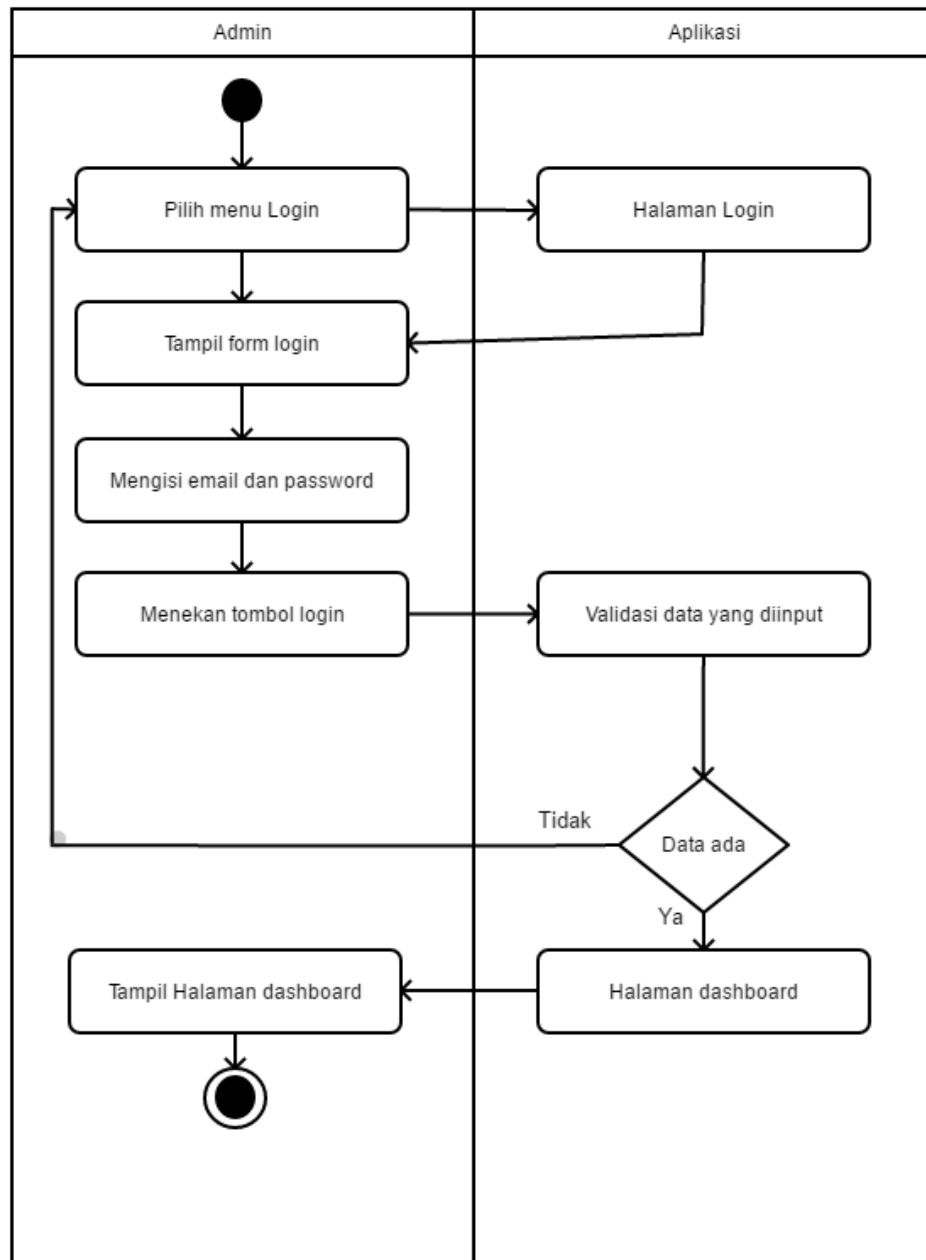 Admin
Aplikasi
Pilih menu Login
Halaman Login
Tampil form login
Mengisi email dan password
Menekan tombol login
Validasi data yang diinput
Tidak
Data ada
Ya
Tampil Halaman dashboard
Halaman dashboard